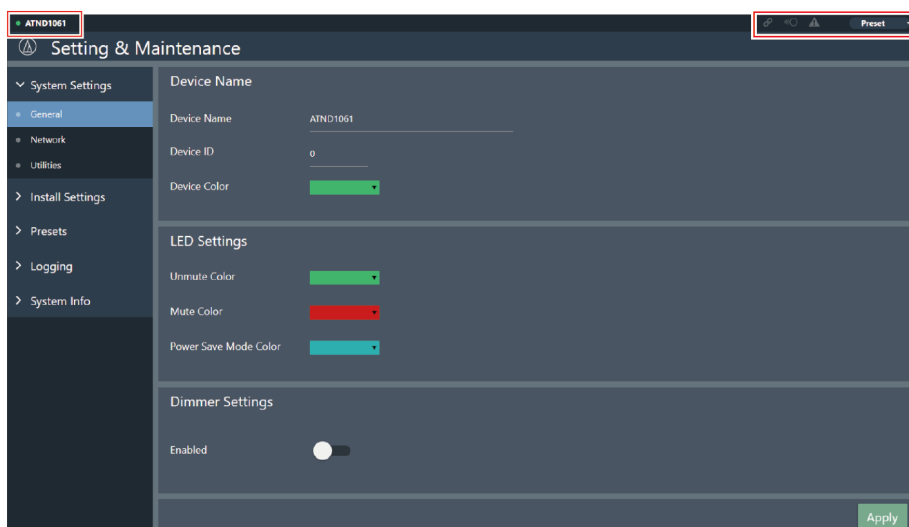 ATND1061
Preset
Setting & Maintenance
System Settings
General
Network
Utilities
Install Settings
Presets
Logging
System Info
Device Name
Device Name ATND1061
Device ID 0
Device Color
LED Settings
Unmute Color
Mute Color
Power Save Mode Color
Dimmer Settings
Enabled
Apply